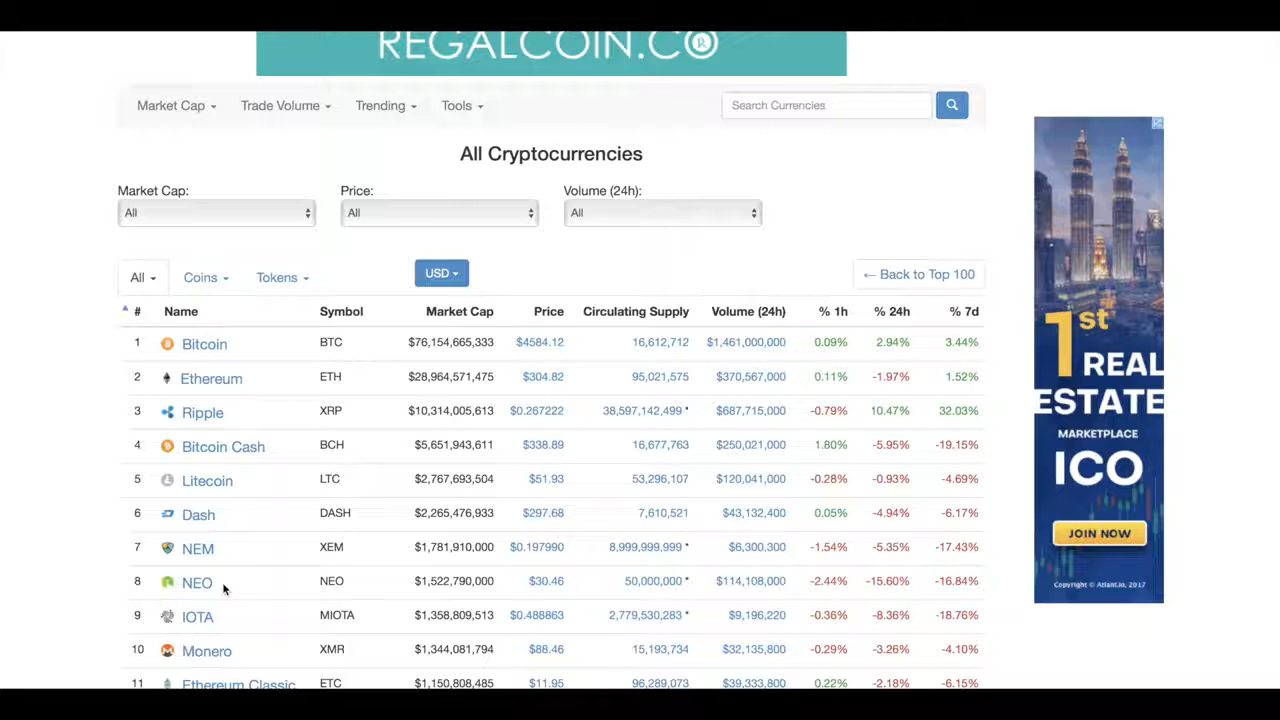 REGALCOIN.CO
Market Cap Trade Volume Trending Tools Search Currencies
All Cryptocurrencies
Market Cap: Price: Volume (24h):
All All All
All Coins Tokens USD ← Back to Top 100
# Name Symbol Market Cap Price Circulating Supply Volume (24h) % 1h % 24h % 7d
1 Bitcoin BTC $76,154,665,333 $4584.12 16,612,712 $1,461,000,000 0.09% 2.94% 3.44%
2 Ethereum ETH $28,964,571,475 $304.82 95,021,575 $370,567,000 0.11% -1.97% 1.52%
3 Ripple XRP $10,314,005,613 $0.267222 38,597,142,499 * $687,715,000 -0.79% 10.47% 32.03%
4 Bitcoin Cash BCH $5,651,943,611 $338.89 16,677,763 $250,021,000 1.80% -5.95% -19.15%
5 Litecoin LTC $2,767,693,504 $51.93 53,296,107 $120,041,000 -0.28% -0.93% -4.69%
6 Dash DASH $2,265,476,933 $297.68 7,610,521 $43,132,400 0.05% -4.94% -6.17%
7 NEM XEM $1,781,910,000 $0.197990 8,999,999,999 * $6,300,300 -1.54% -5.35% -17.43%
8 NEO NEO $1,522,790,000 $30.46 50,000,000 * $114,108,000 -2.44% -15.60% -16.84%
9 IOTA MIOTA $1,358,809,513 $0.488863 2,779,530,283 * $9,196,220 -0.36% -8.36% -18.76%
10 Monero XMR $1,344,081,794 $88.46 15,193,734 $32,135,800 -0.29% -3.26% -4.10%
11 Ethereum Classic ETC $1,150,808,485 $11.95 96,289,073 $39,333,800 0.22% -2.18% -6.15%
1st
REAL
ESTATE
MARKETPLACE
ICO
JOIN NOW
Copyright © Atlant.io, 2017